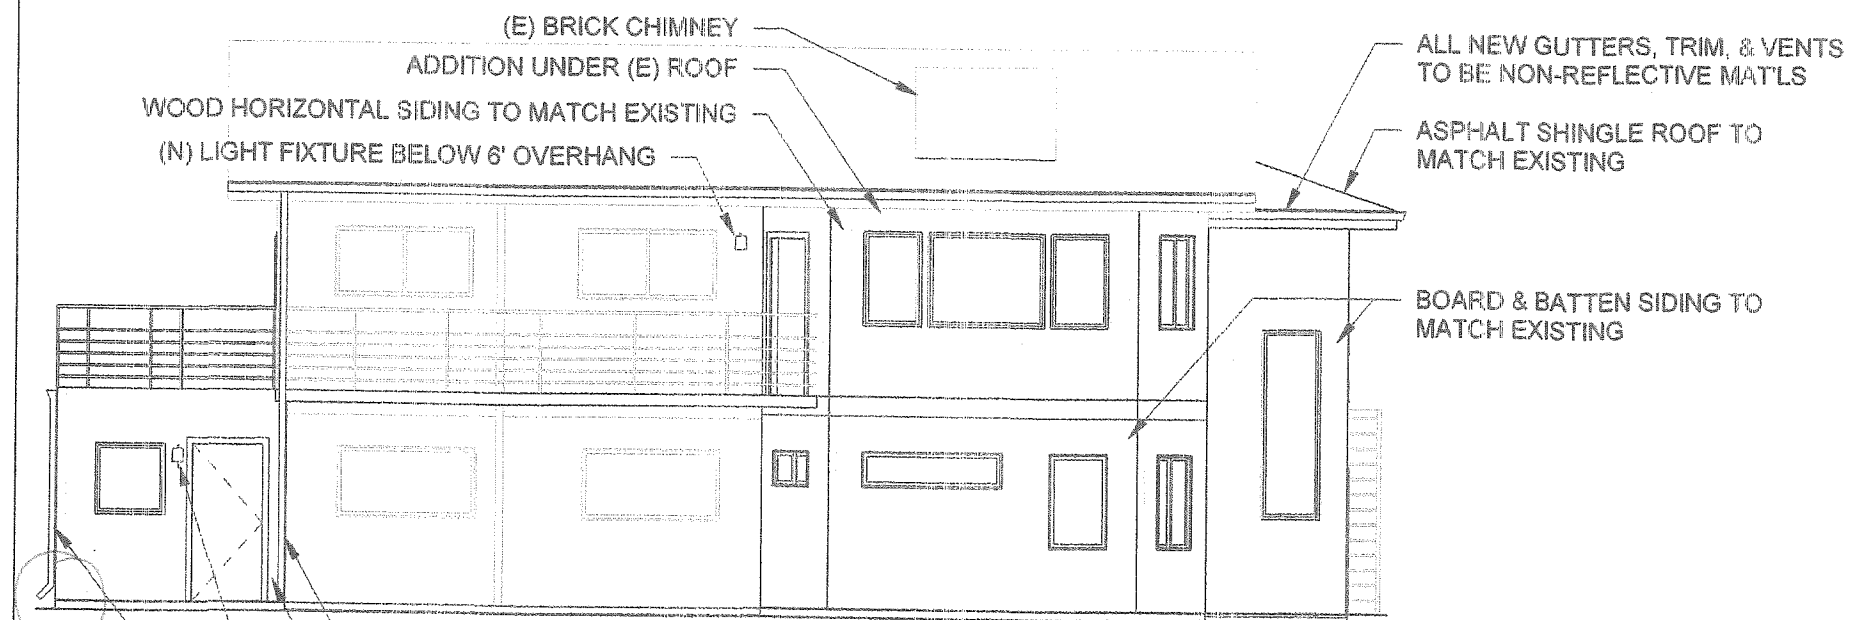 (E) BRICK CHIMNEY
ADDITION UNDER (E) ROOF
WOOD HORIZONTAL SIDING TO MATCH EXISTING
(N) LIGHT FIXTURE BELOW 6' OVERHANG
ALL NEW GUTTERS, TRIM, & VENTS
TO BE NON-REFLECTIVE MAT'LS
ASPHALT SHINGLE ROOF TO
MATCH EXISTING
BOARD & BATTEN SIDING TO
MATCH EXISTING